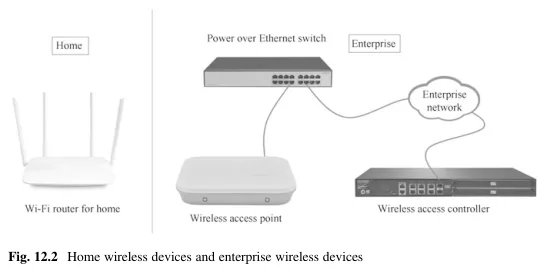 Home
Power over Ethernet switch
Enterprise
Enterprise
network
Wi-Fi router for home
Wireless access point
Wireless access controller
Fig. 12.2 Home wireless devices and enterprise wireless devices